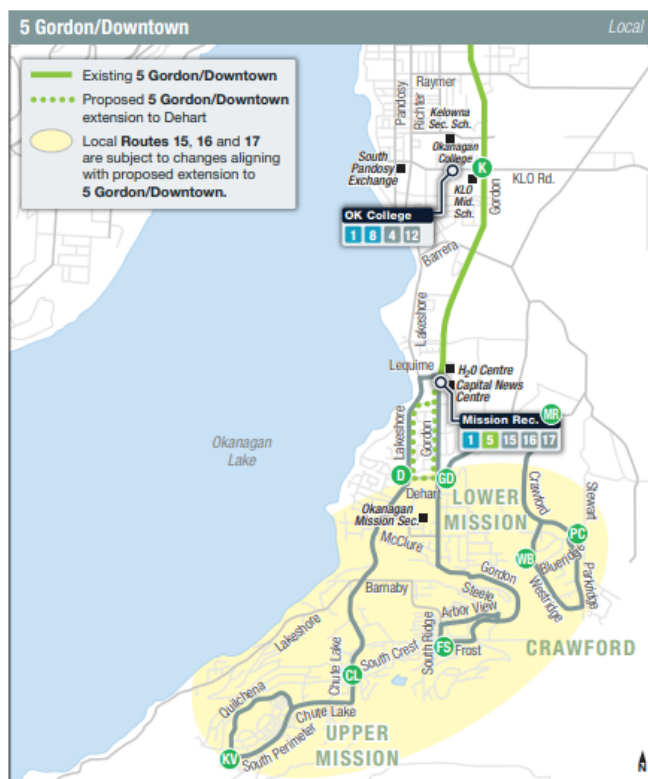 5 Gordon/Downtown
Local
Existing 5 Gordon/Downtown
Proposed 5 Gordon/Downtown
extension to Dehart
Local Routes 15, 16 and 17
are subject to changes aligning
with proposed extension to
5 Gordon/Downtown.
Raymer
Pandosy
Richter
Kelowna
Sec. Sch.
Okanagan
College
South
Pandosy
Exchange
K
KLO Rd.
KLO
Mid.
Sch.
Gordon
OK College
1 8 4 12
Barrera
Lakeshore
Lequime
H2O Centre
Capital News
Centre
Mission Rec.
MR
1 5 15 16 17
Okanagan
Lake
Lakeshore
Gordon
D
GD
Dehart
LOWER
MISSION
Crawford
Stewart
Okanagan
Mission Sec.
McClure
PC
WB
Blueridge
Westridge
Parkridge
Gordon
Steele
Barnaby
Arbor View
Lakeshore
South Ridge
FS
Frost
CRAWFORD
Chute Lake
South Crest
CL
Quilchena
Chute Lake
South Perimeter
UPPER
MISSION
KV
N